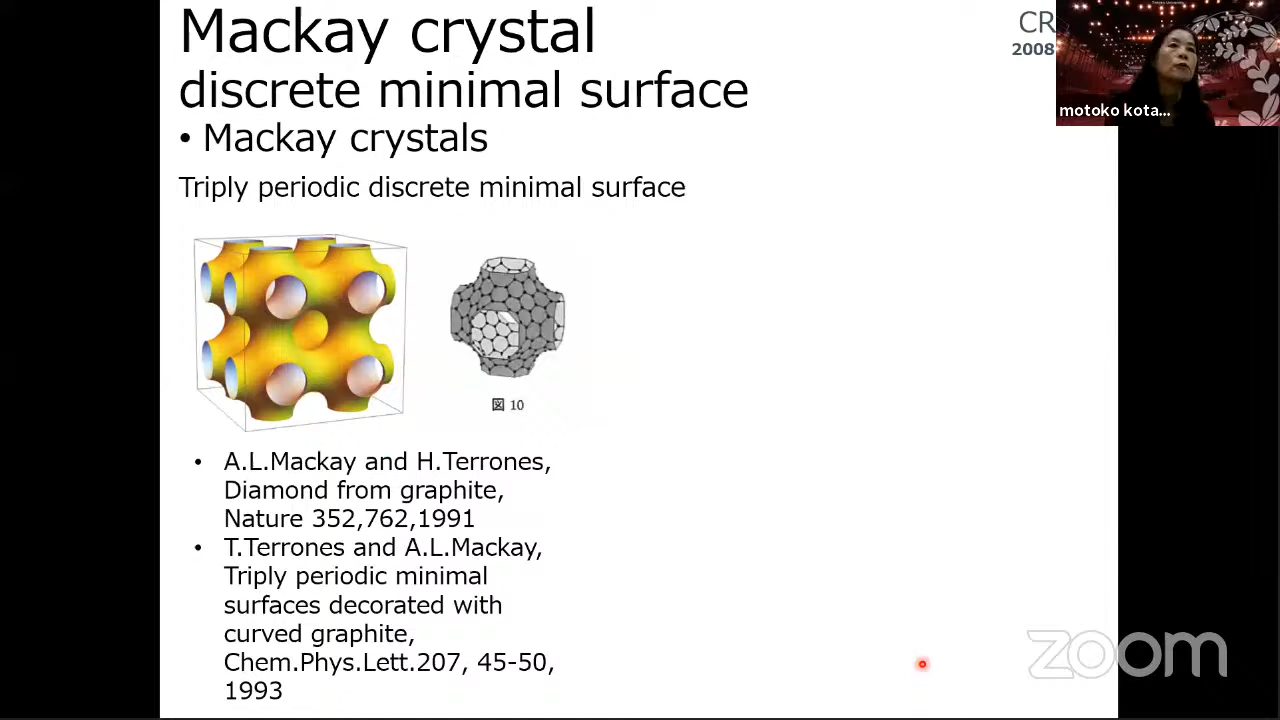 Mackay crystal
discrete minimal surface
• Mackay crystals
Triply periodic discrete minimal surface
図 10
• A.L.Mackay and H.Terrones,
Diamond from graphite,
Nature 352,762,1991
• T.Terrones and A.L.Mackay,
Triply periodic minimal
surfaces decorated with
curved graphite,
Chem.Phys.Lett.207, 45-50,
1993
CR
2008
motoko kota...
zoom